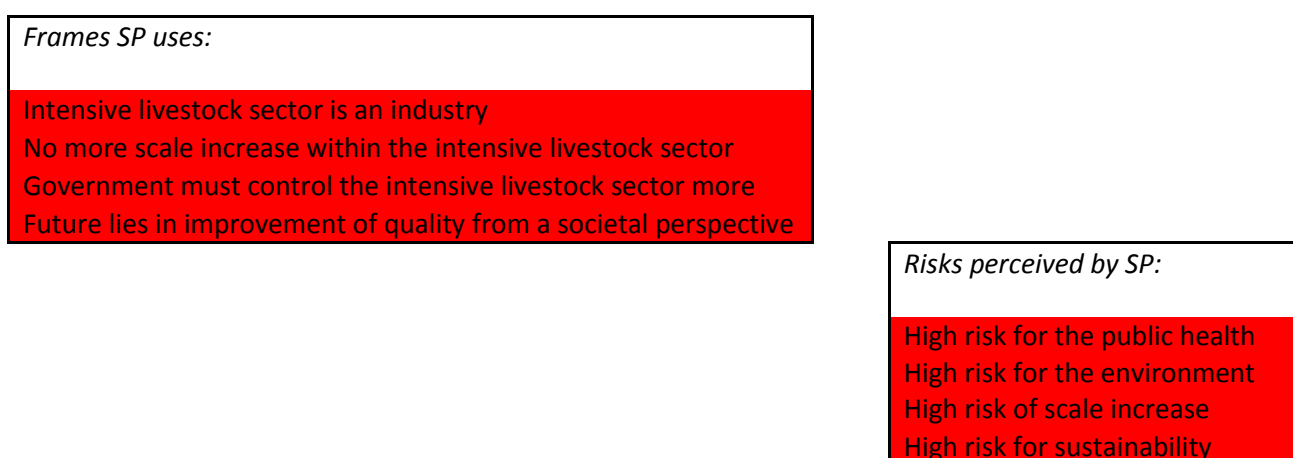 Frames SP uses:
Intensive livestock sector is an industry
No more scale increase within the intensive livestock sector
Government must control the intensive livestock sector more
Future lies in improvement of quality from a societal perspective
Risks perceived by SP:
High risk for the public health
High risk for the environment
High risk of scale increase
High risk for sustainability